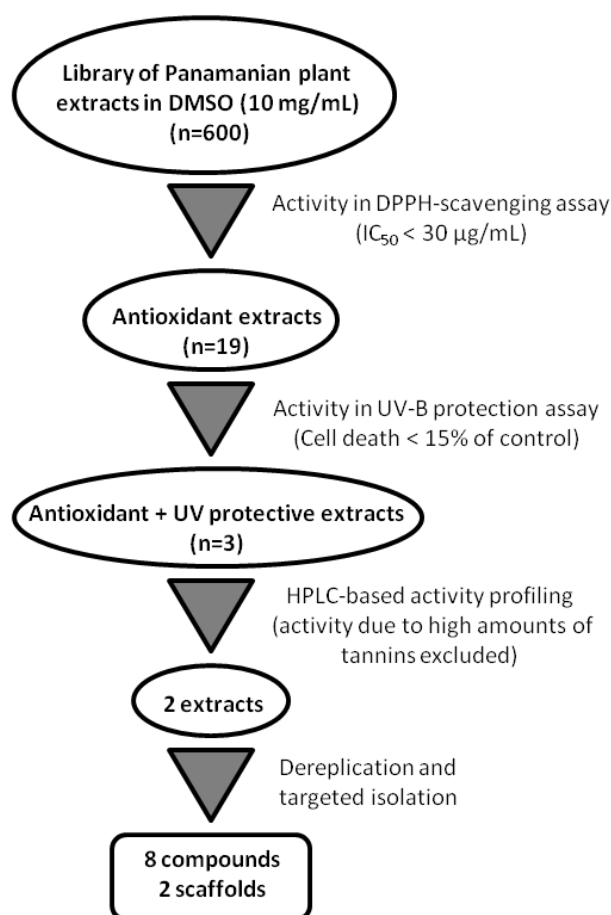 Library of Panamanian plant
extracts in DMSO (10 mg/mL)
(n=600)
Activity in DPPH-scavenging assay
(IC₅₀ < 30 µg/mL)
Antioxidant extracts
(n=19)
Activity in UV-B protection assay
(Cell death < 15% of control)
Antioxidant + UV protective extracts
(n=3)
HPLC-based activity profiling
(activity due to high amounts of
tannins excluded)
2 extracts
Dereplication and
targeted isolation
8 compounds
2 scaffolds